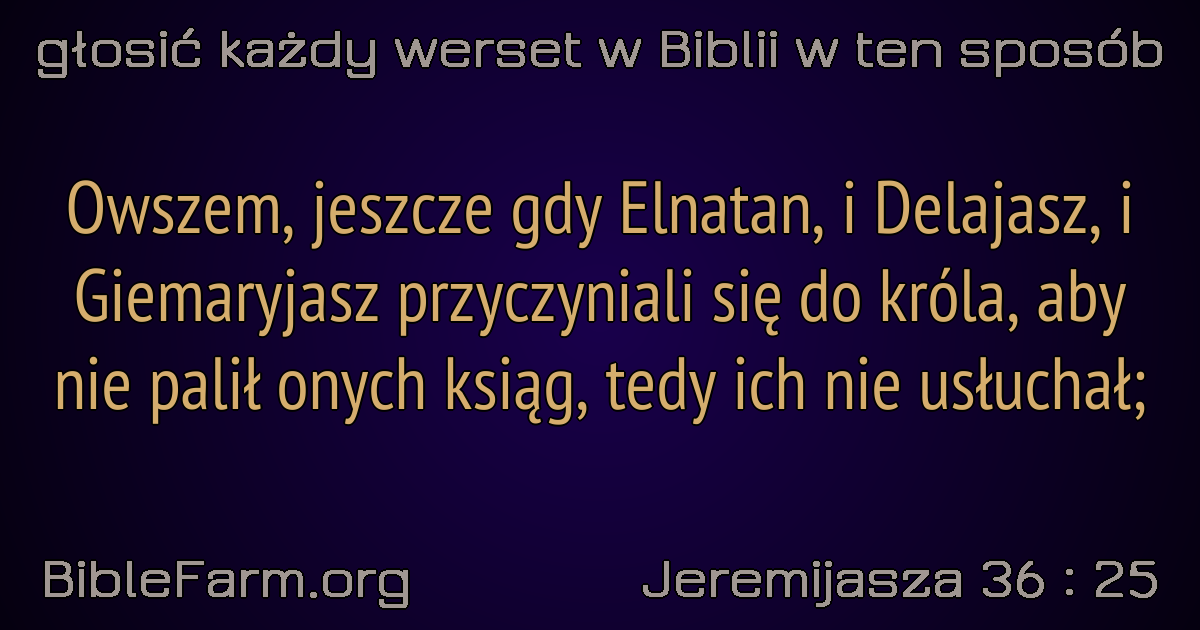 głosić każdy werset w Biblii w ten sposób
Owszem, jeszcze gdy Elnatan, i Delajasz, i
Giemaryjasz przyczyniali się do króla, aby
nie palił onych ksiąg, tedy ich nie usłuchał;
BibleFarm.org
Jeremijasza 36 : 25